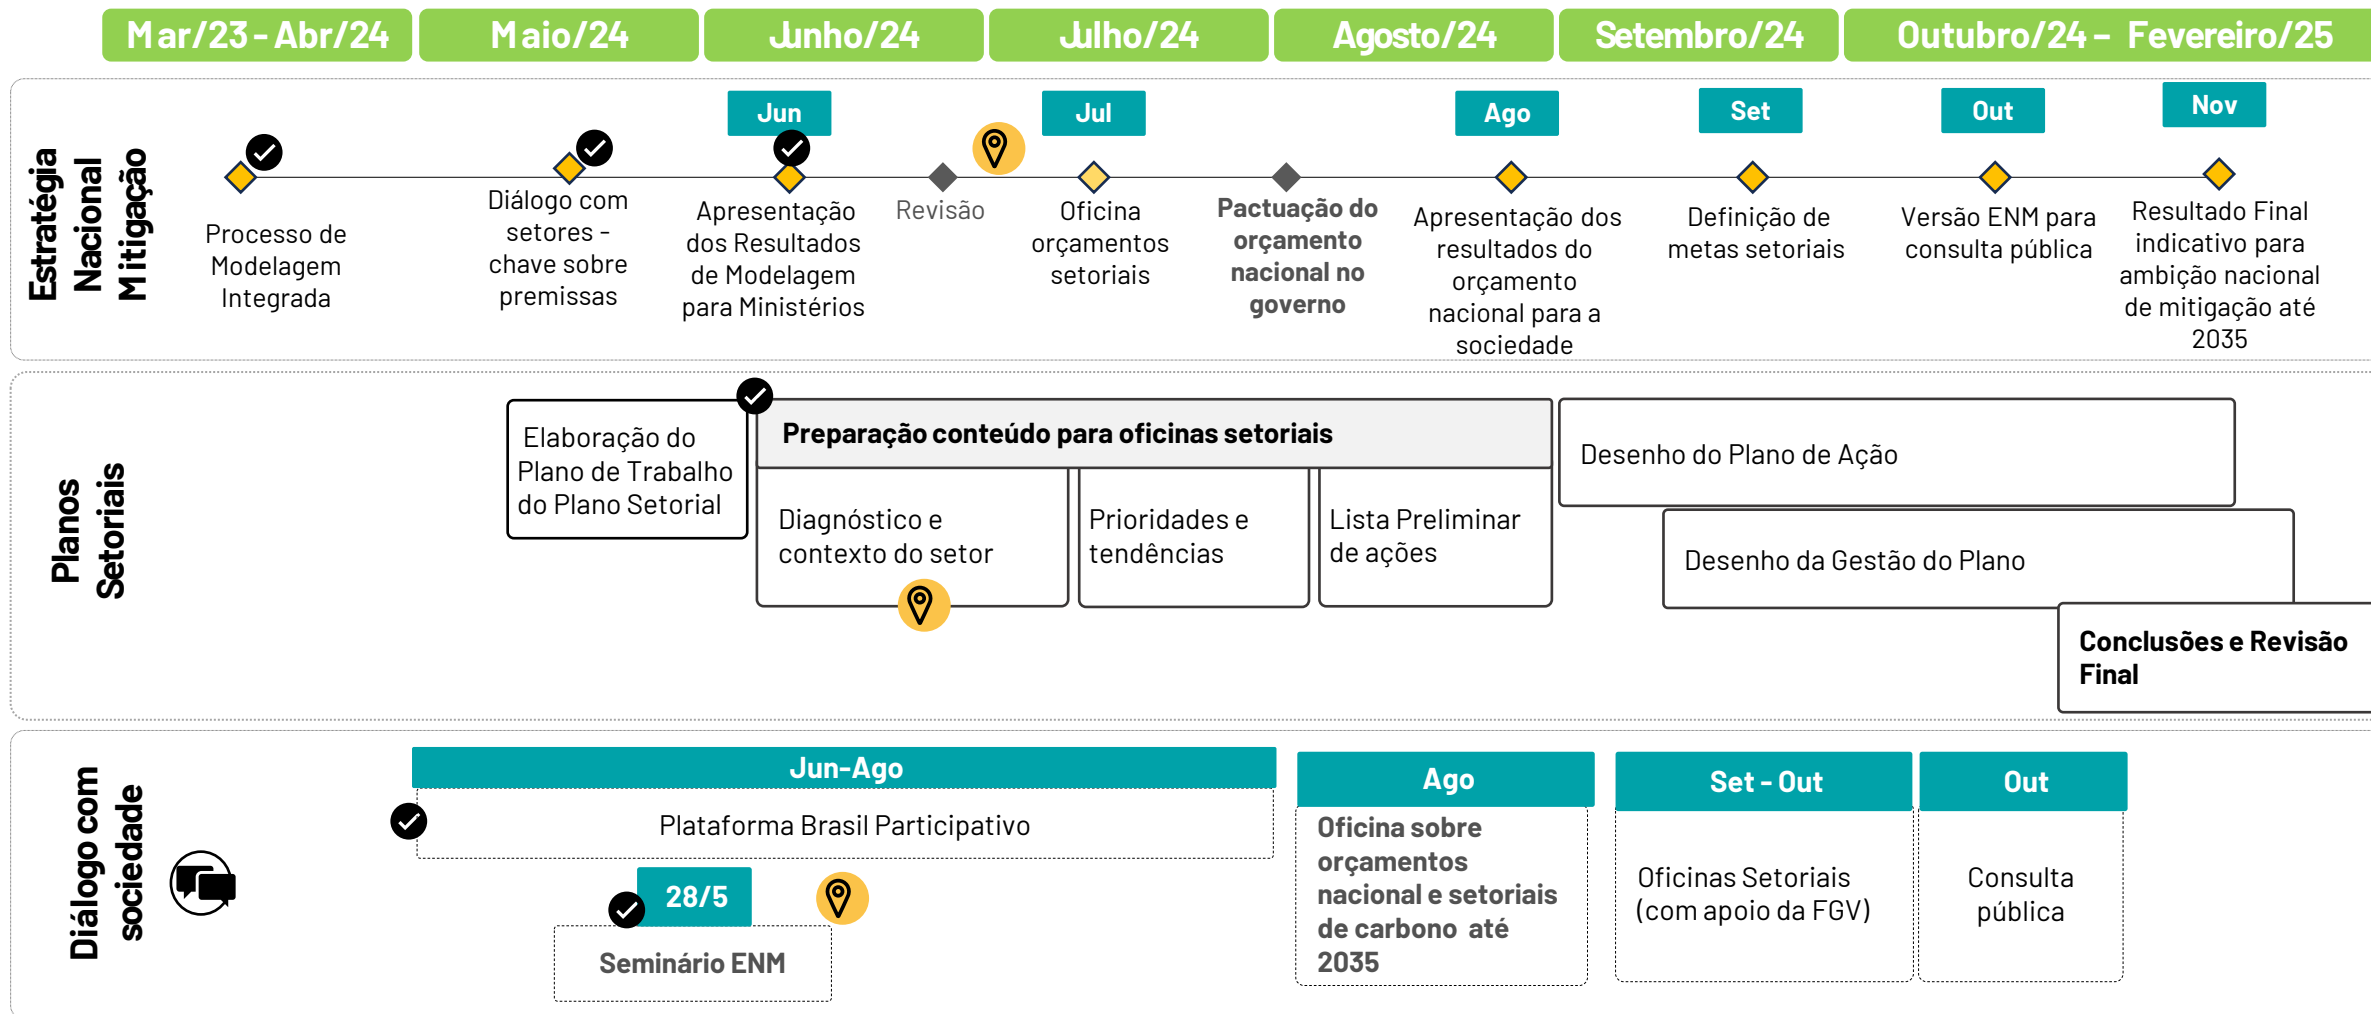 Mar/23 - Abr/24
Maio/24
Junho/24
Julho/24
Agosto/24
Setembro/24
Outubro/24 – Fevereiro/25
Estratégia
Nacional
Mitigação
Jun
Jul
Ago
Set
Out
Nov
Processo de
Modelagem
Integrada
Diálogo com
setores -
chave sobre
premissas
Apresentação
dos Resultados
de Modelagem
para Ministérios
Revisão
Oficina
orçamentos
setoriais
Pactuação do
orçamento
nacional no
governo
Apresentação dos
resultados do
orçamento
nacional para a
sociedade
Definição de
metas setoriais
Versão ENM para
consulta pública
Resultado Final
indicativo para
ambição nacional
de mitigação até
2035
Planos
Setoriais
Elaboração do
Plano de Trabalho
do Plano Setorial
Preparação conteúdo para oficinas setoriais
Diagnóstico e
contexto do setor
Prioridades e
tendências
Lista Preliminar
de ações
Desenho do Plano de Ação
Desenho da Gestão do Plano
Conclusões e Revisão
Final
Diálogo com
sociedade
Jun-Ago
Plataforma Brasil Participativo
28/5
Seminário ENM
Ago
Oficina sobre
orçamentos
nacional e setoriais
de carbono até
2035
Set - Out
Oficinas Setoriais
(com apoio da FGV)
Out
Consulta
pública